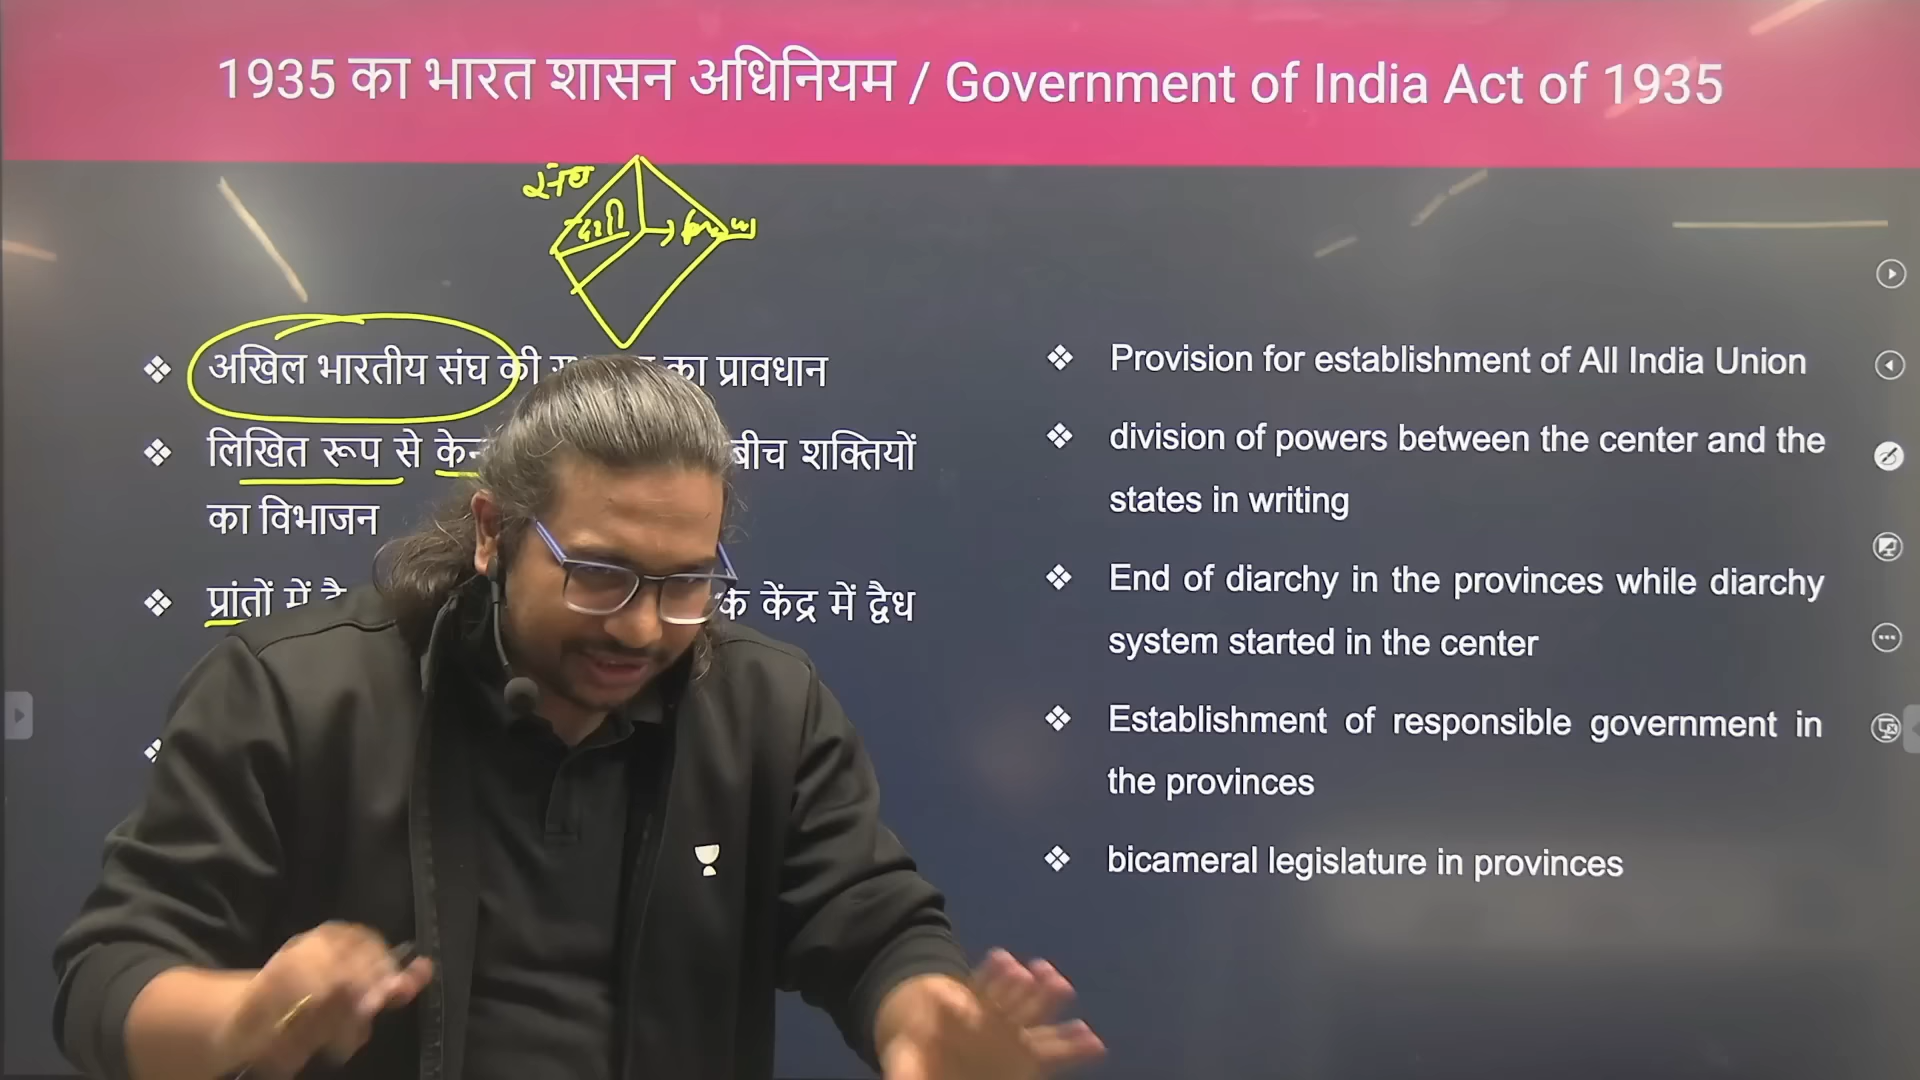 1935 का भारत शासन अधिनियम / Government of India Act of 1935
संघ
अखिल भारतीय संघ की का प्रावधान
लिखित रूप से बीच शक्तियों
का विभाजन
प्रांतों में केंद्र में द्वैध
Provision for establishment of All India Union
division of powers between the center and the
states in writing
End of diarchy in the provinces while diarchy
system started in the center
Establishment of responsible government in
the provinces
bicameral legislature in provinces